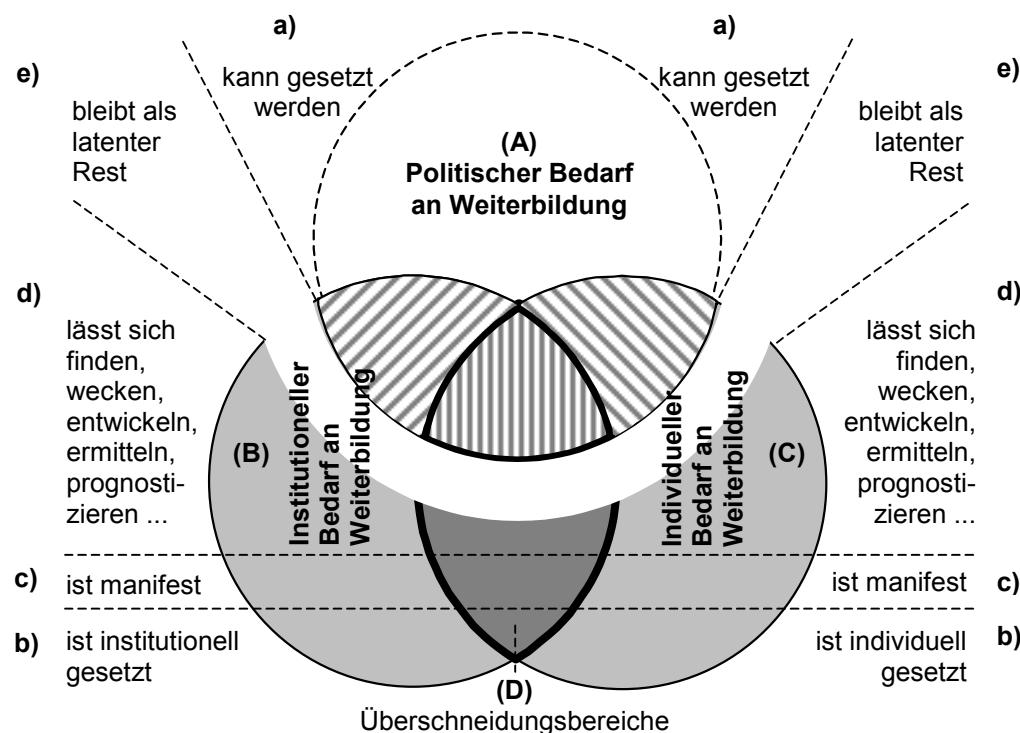 a)
a)
e)
e)
kann gesetzt
werden
kann gesetzt
werden
bleibt als
latenter
Rest
bleibt als
latenter
Rest
(A)
Politischer Bedarf
an Weiterbildung
d)
d)
lässt sich
finden,
wecken,
entwickeln,
ermitteln,
prognosti-
zieren ...
lässt sich
finden,
wecken,
entwickeln,
ermitteln,
prognosti-
zieren ...
(B)
Institutioneller
Bedarf an
Weiterbildung
Individueller
Bedarf an
Weiterbildung
(C)
c)
ist manifest
ist manifest
c)
b)
ist institutionell
gesetzt
ist individuell
gesetzt
b)
(D)
Überschneidungsbereiche